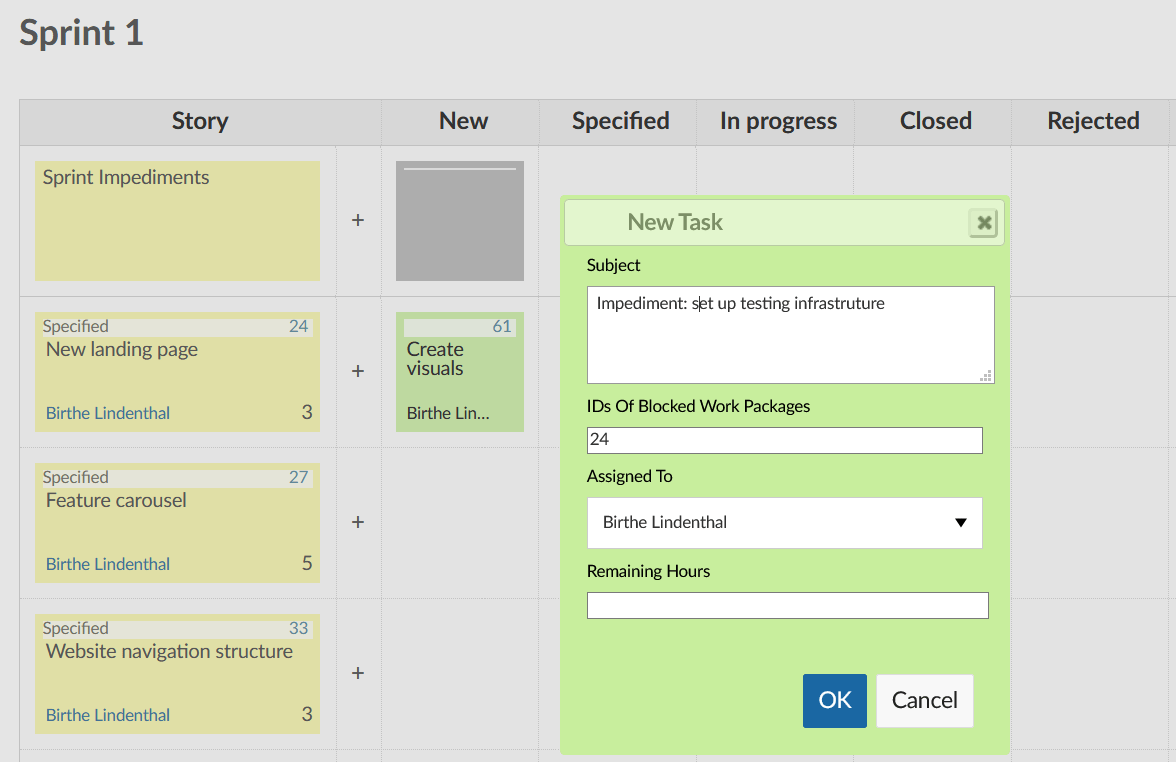 Sprint 1
Story New Specified In progress Closed Rejected
Sprint Impediments
+
Specified 24
New landing page
Birthe Lindenthal 3
+
61
Create
visuals
Birthe Lin...
Specified 27
Feature carousel
Birthe Lindenthal 5
+
Specified 33
Website navigation structure
Birthe Lindenthal 3
+
New Task
Subject
Impediment: set up testing infrastruture
IDs Of Blocked Work Packages
24
Assigned To
Birthe Lindenthal
Remaining Hours
OK Cancel